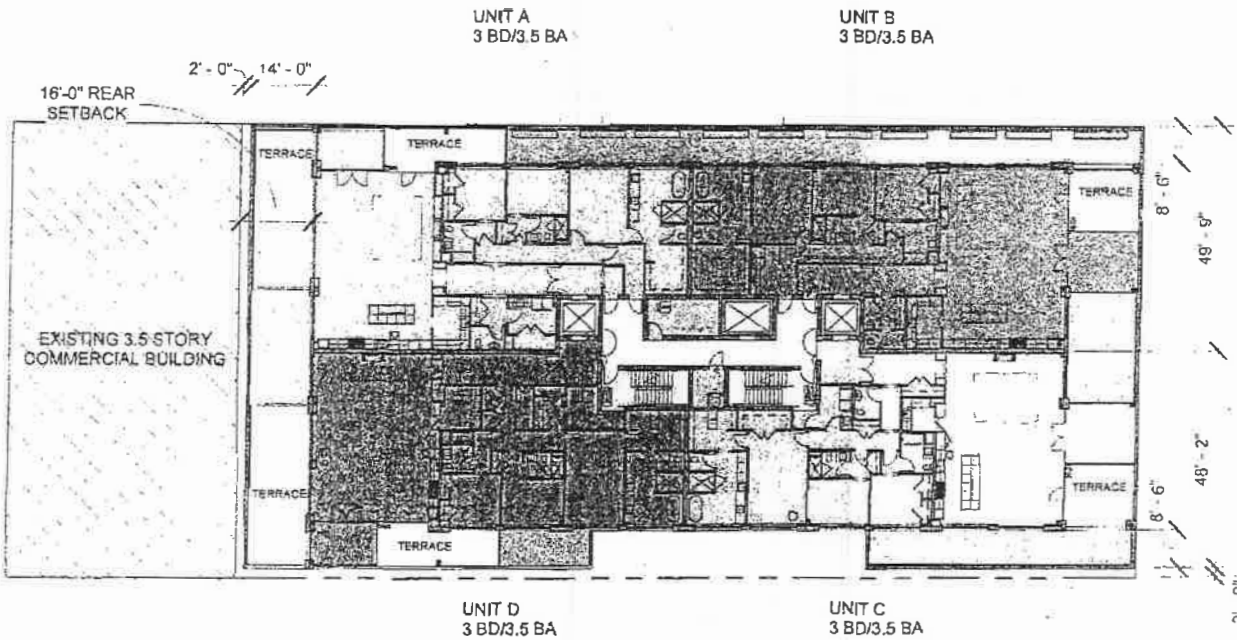 UNIT A
3 BD/3.5 BA
UNIT B
3 BD/3.5 BA
2' - 0"
14' - 0"
16'-0" REAR
SETBACK
TERRACE
TERRACE
TERRACE
8' - 6"
49' - 9"
EXISTING 3.5 STORY
COMMERCIAL BUILDING
48' - 2"
TERRACE
TERRACE
TERRACE
8' - 6"
UNIT D
3 BD/3.5 BA
UNIT C
3 BD/3.5 BA